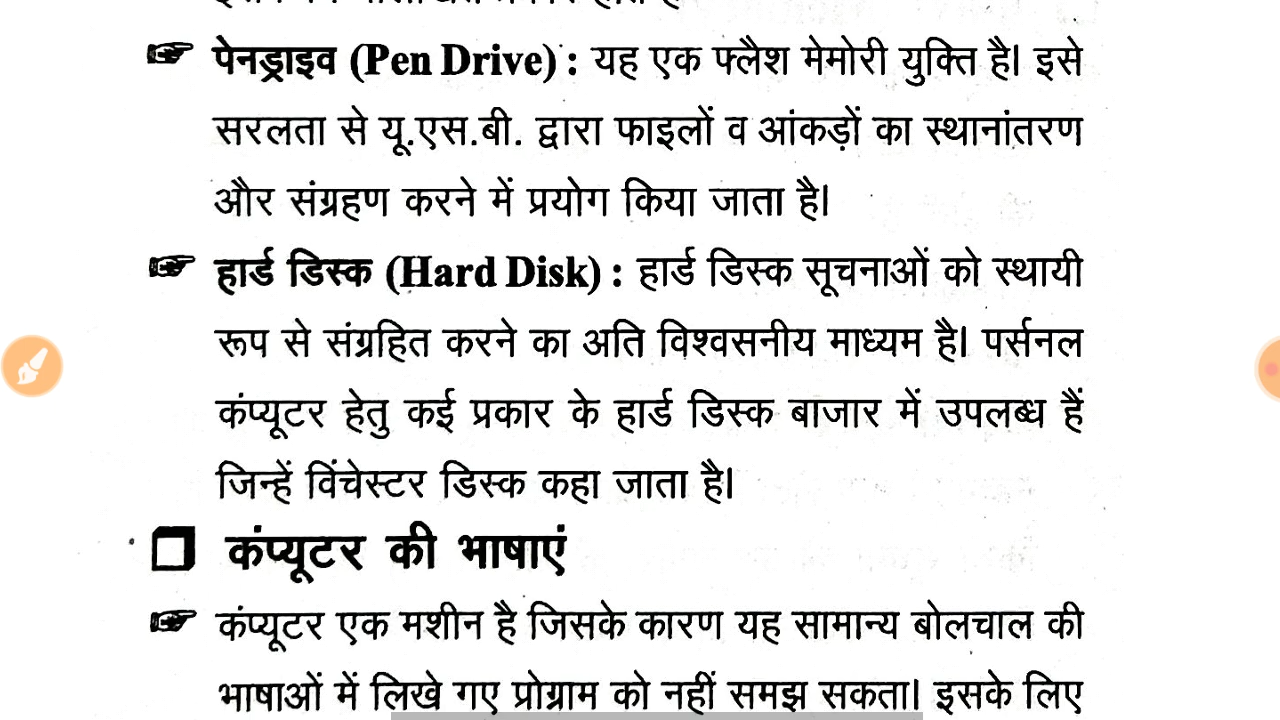 पेनड्राइव (Pen Drive) : यह एक फ्लैश मेमोरी युक्ति है। इसे
सरलता से यू.एस.बी. द्वारा फाइलों व आंकड़ों का स्थानांतरण
और संग्रहण करने में प्रयोग किया जाता है।
हार्ड डिस्क (Hard Disk) : हार्ड डिस्क सूचनाओं को स्थायी
रूप से संग्रहित करने का अति विश्वसनीय माध्यम है। पर्सनल
कंप्यूटर हेतु कई प्रकार के हार्ड डिस्क बाजार में उपलब्ध हैं
जिन्हें विंचेस्टर डिस्क कहा जाता है।
कंप्यूटर की भाषाएं
कंप्यूटर एक मशीन है जिसके कारण यह सामान्य बोलचाल की
भाषाओं में लिखे गए प्रोग्राम को नहीं समझ सकता। इसके लिए